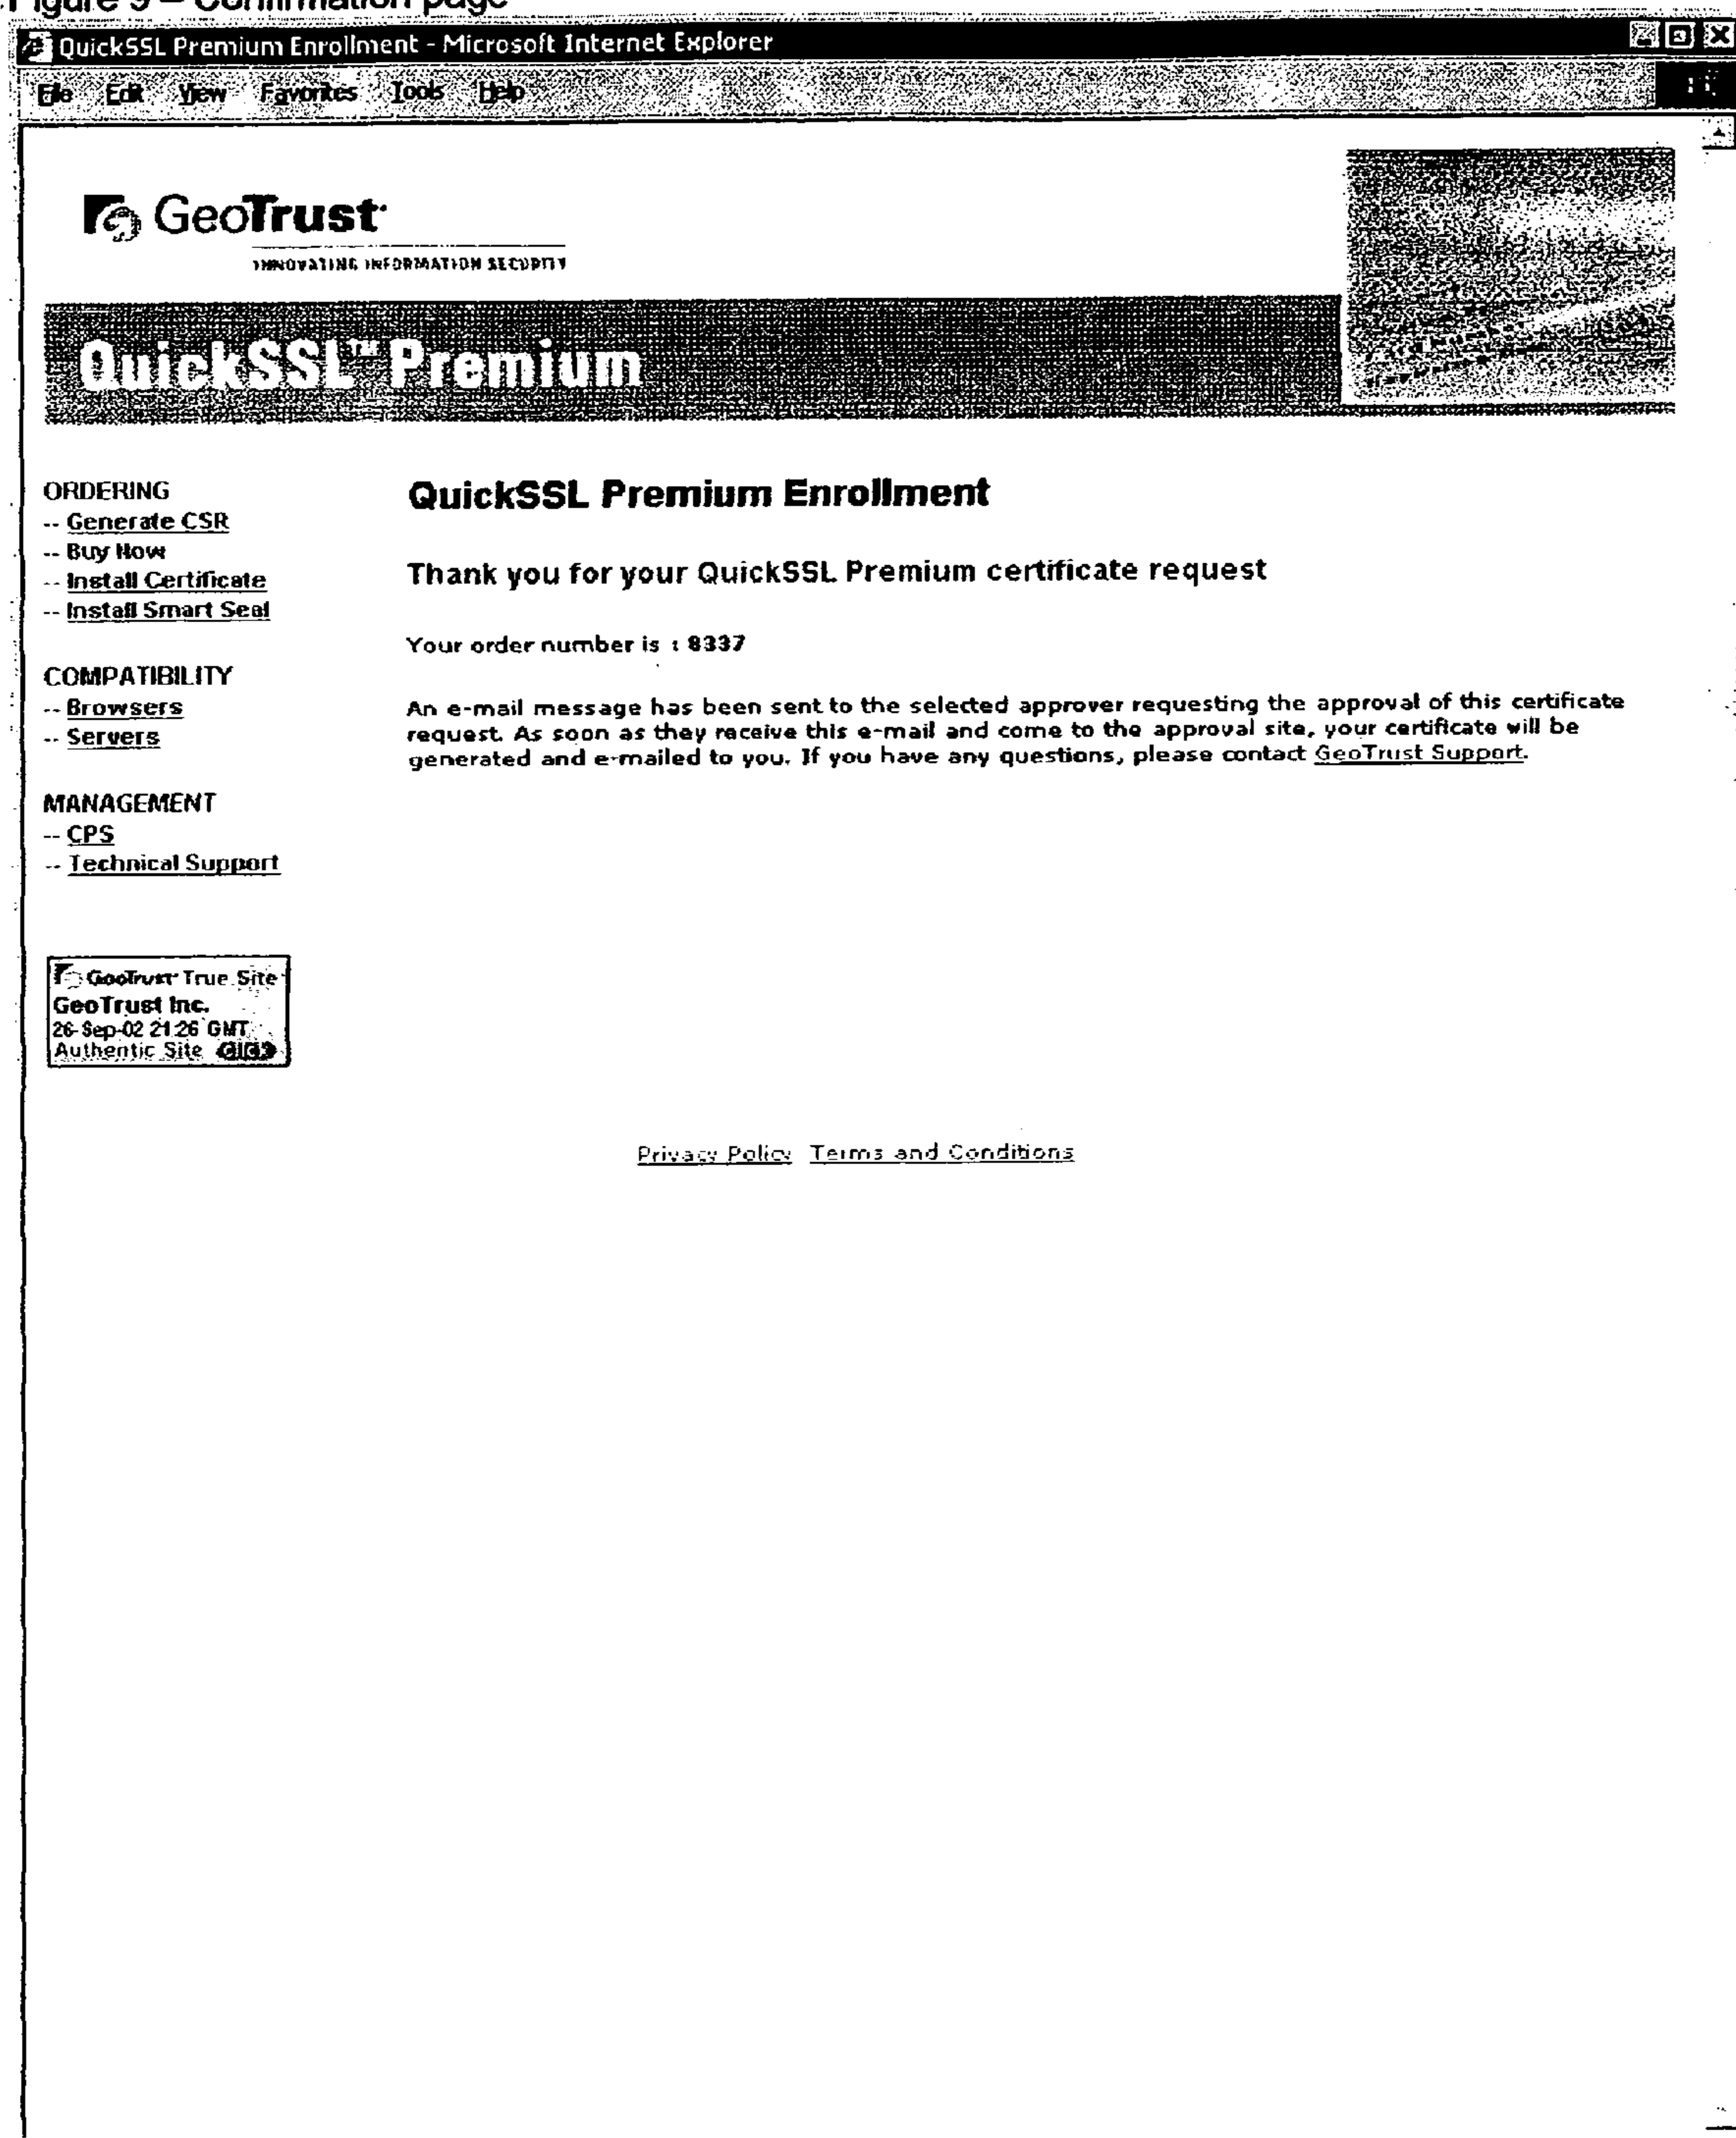 Figure 9 – Confirmation page
QuickSSL Premium Enrollment - Microsoft Internet Explorer
File Edit View Favorites Tools Help
GeoTrust
INNOVATING INFORMATION SECURITY
QuickSSL™ Premium
ORDERING
-- Generate CSR
-- Buy Now
-- Install Certificate
-- Install Smart Seal
COMPATIBILITY
-- Browsers
-- Servers
MANAGEMENT
-- CPS
-- Technical Support
GeoTrust True Site
GeoTrust Inc.
26-Sep-02 21:26 GMT
Authentic Site
QuickSSL Premium Enrollment
Thank you for your QuickSSL Premium certificate request
Your order number is : 8337
An e-mail message has been sent to the selected approver requesting the approval of this certificate
request. As soon as they receive this e-mail and come to the approval site, your certificate will be
generated and e-mailed to you. If you have any questions, please contact GeoTrust Support.
Privacy Policy Terms and Conditions